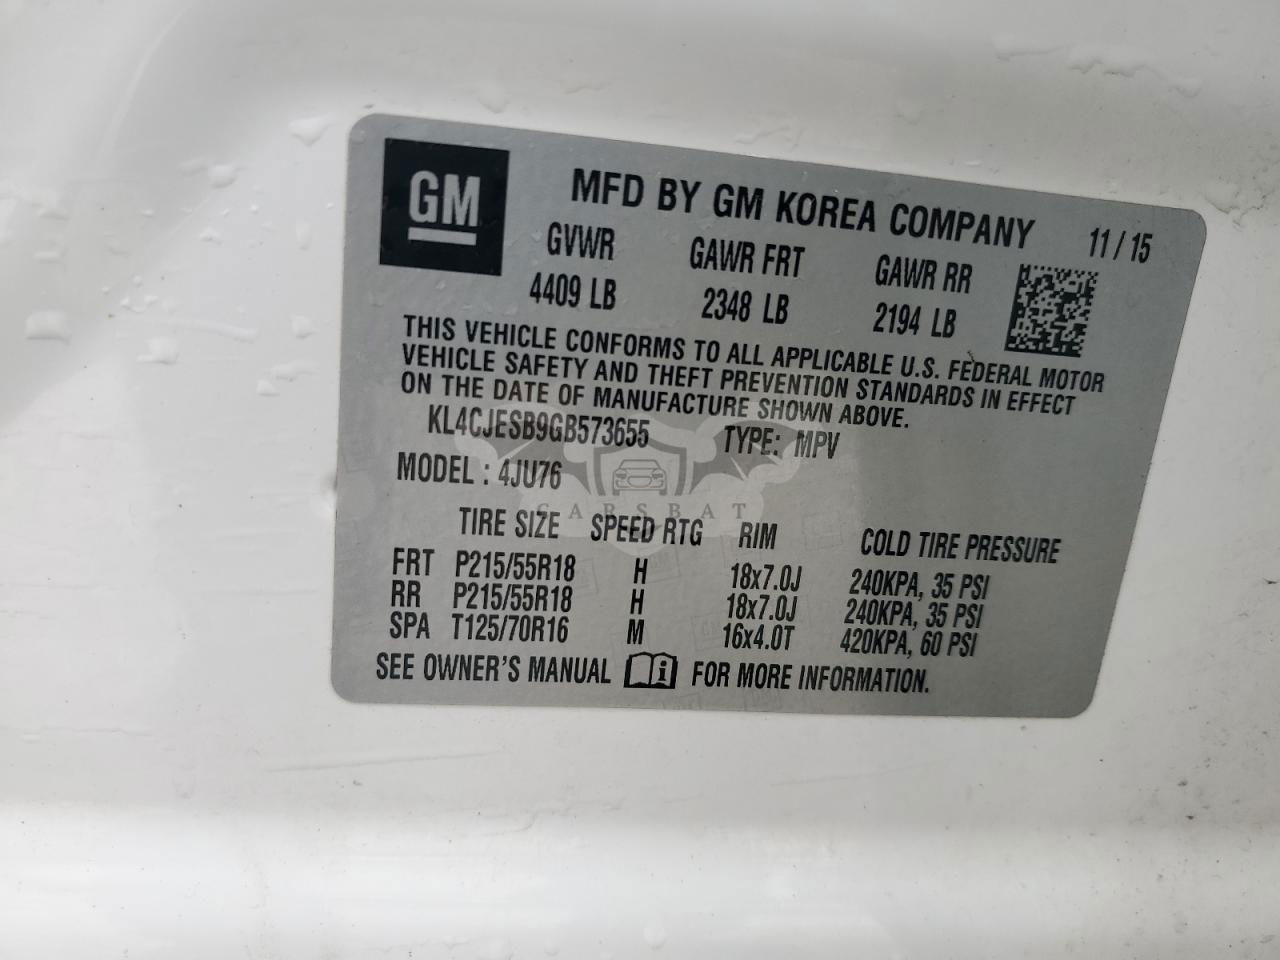 GM
MFD BY GM KOREA COMPANY 11/15
GVWR GAWR FRT GAWR RR
4409 LB 2348 LB 2194 LB
THIS VEHICLE CONFORMS TO ALL APPLICABLE U.S. FEDERAL MOTOR
VEHICLE SAFETY AND THEFT PREVENTION STANDARDS IN EFFECT
ON THE DATE OF MANUFACTURE SHOWN ABOVE.
KL4CJESB9GB573655 TYPE: MPV
MODEL : 4JU76
CARSBAT
TIRE SIZE SPEED RTG RIM COLD TIRE PRESSURE
FRT P215/55R18 H 18x7.0J 240KPA, 35 PSI
RR P215/55R18 H 18x7.0J 240KPA, 35 PSI
SPA T125/70R16 M 16x4.0T 420KPA, 60 PSI
SEE OWNER'S MANUAL i FOR MORE INFORMATION.